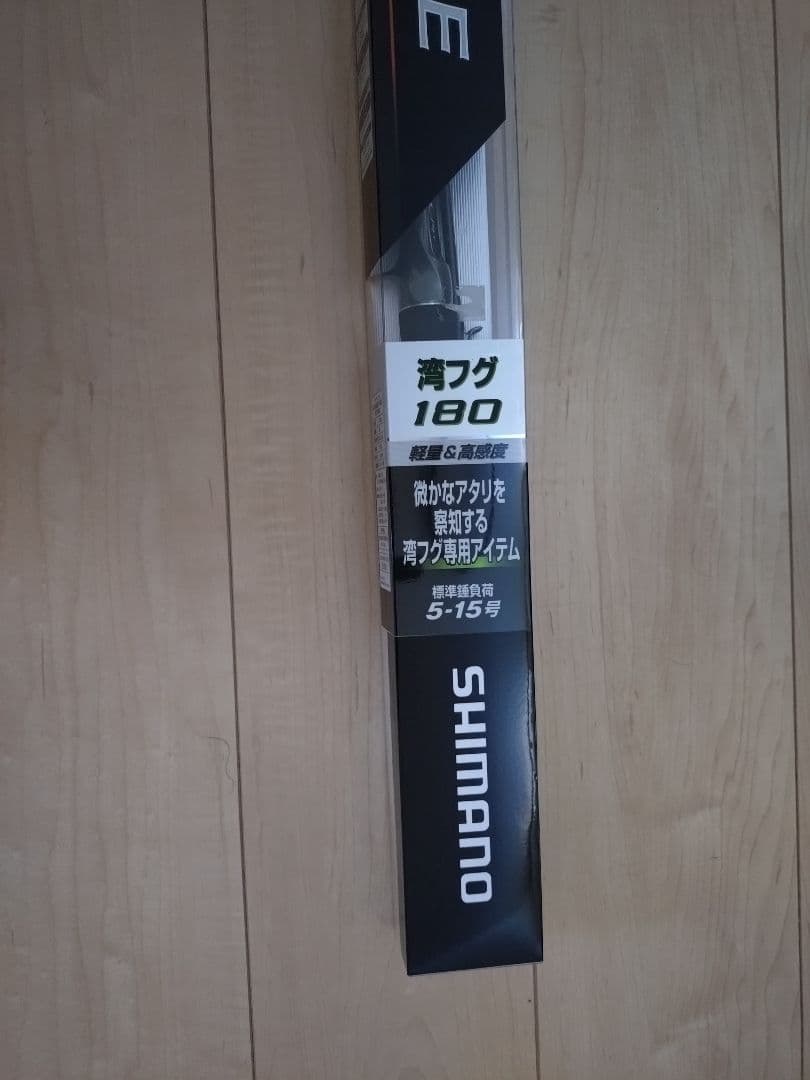 E
湾フグ
180
軽量&高感度
微かなアタリを
察知する
湾フグ専用アイテム
標準錘負荷
5-15号
SHIMANO